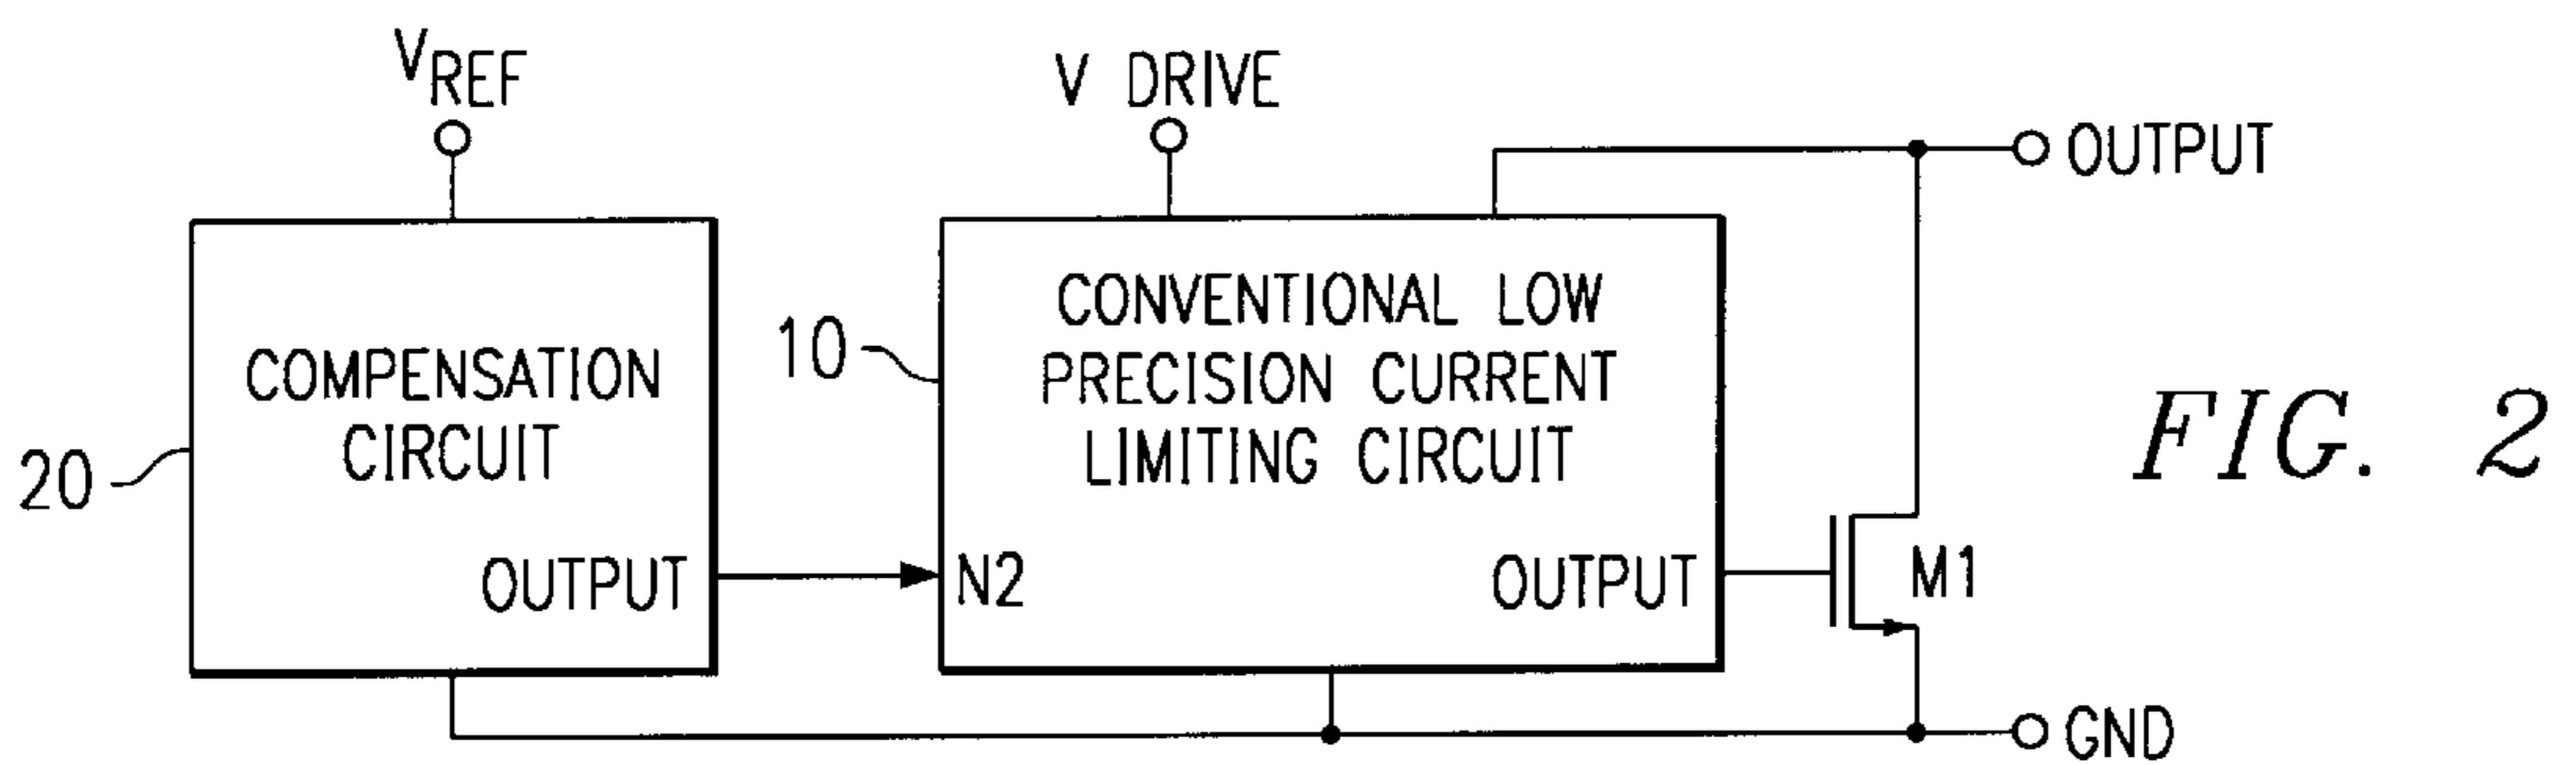 VREF
V DRIVE
OUTPUT
COMPENSATION
CIRCUIT
20
OUTPUT
10
CONVENTIONAL LOW
PRECISION CURRENT
LIMITING CIRCUIT
N2
OUTPUT
M1
GND
FIG. 2